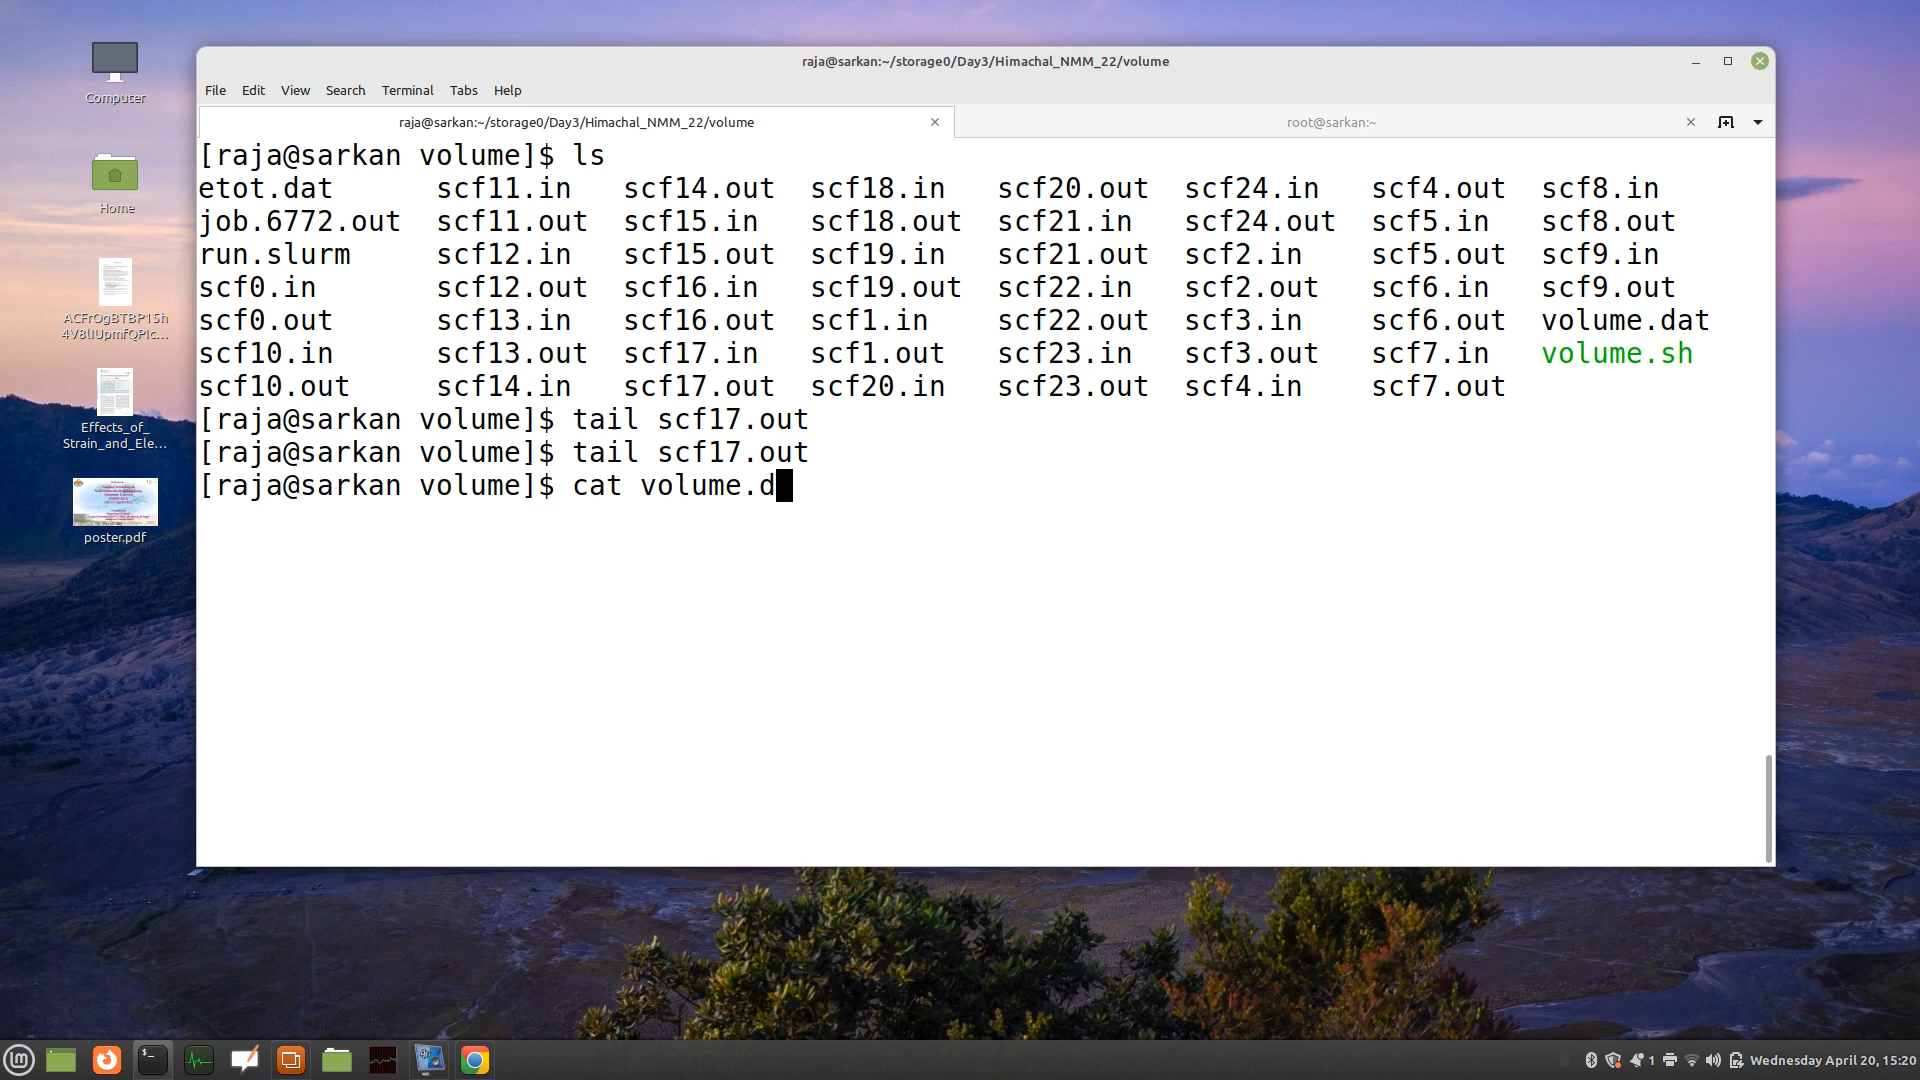 raja@sarkan:~/storage0/Day3/Himachal_NMM_22/volume
File Edit View Search Terminal Tabs Help
raja@sarkan:~/storage0/Day3/Himachal_NMM_22/volume root@sarkan:~
[raja@sarkan volume]$ ls
etot.dat scf11.in scf14.out scf18.in scf20.out scf24.in scf4.out scf8.in
job.6772.out scf11.out scf15.in scf18.out scf21.in scf24.out scf5.in scf8.out
run.slurm scf12.in scf15.out scf19.in scf21.out scf2.in scf5.out scf9.in
scf0.in scf12.out scf16.in scf19.out scf22.in scf2.out scf6.in scf9.out
scf0.out scf13.in scf16.out scf1.in scf22.out scf3.in scf6.out volume.dat
scf10.in scf13.out scf17.in scf1.out scf23.in scf3.out scf7.in volume.sh
scf10.out scf14.in scf17.out scf20.in scf23.out scf4.in scf7.out
[raja@sarkan volume]$ tail scf17.out
[raja@sarkan volume]$ tail scf17.out
[raja@sarkan volume]$ cat volume.d
Computer
Home
Effects_of_
Strain_and_Ele...
poster.pdf
1 Wednesday April 20, 15:20